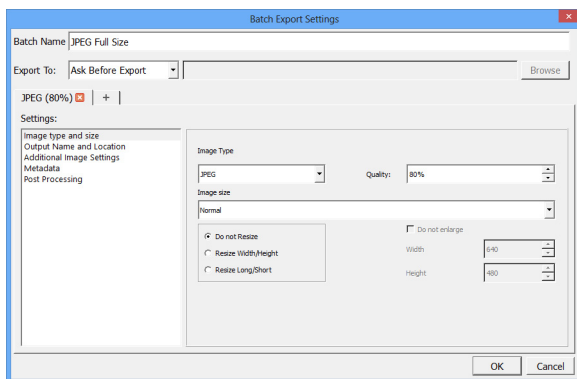 Batch Export Settings
Batch Name JPEG Full Size
Export To: Ask Before Export Browse
JPEG (80%) +
Settings:
Image type and size
Output Name and Location
Additional Image Settings
Metadata
Post Processing
Image Type
JPEG Quality: 80%
Image size
Normal
Do not Resize
Resize Width/Height
Resize Long/Short
Do not enlarge
Width 640
Height 480
OK Cancel